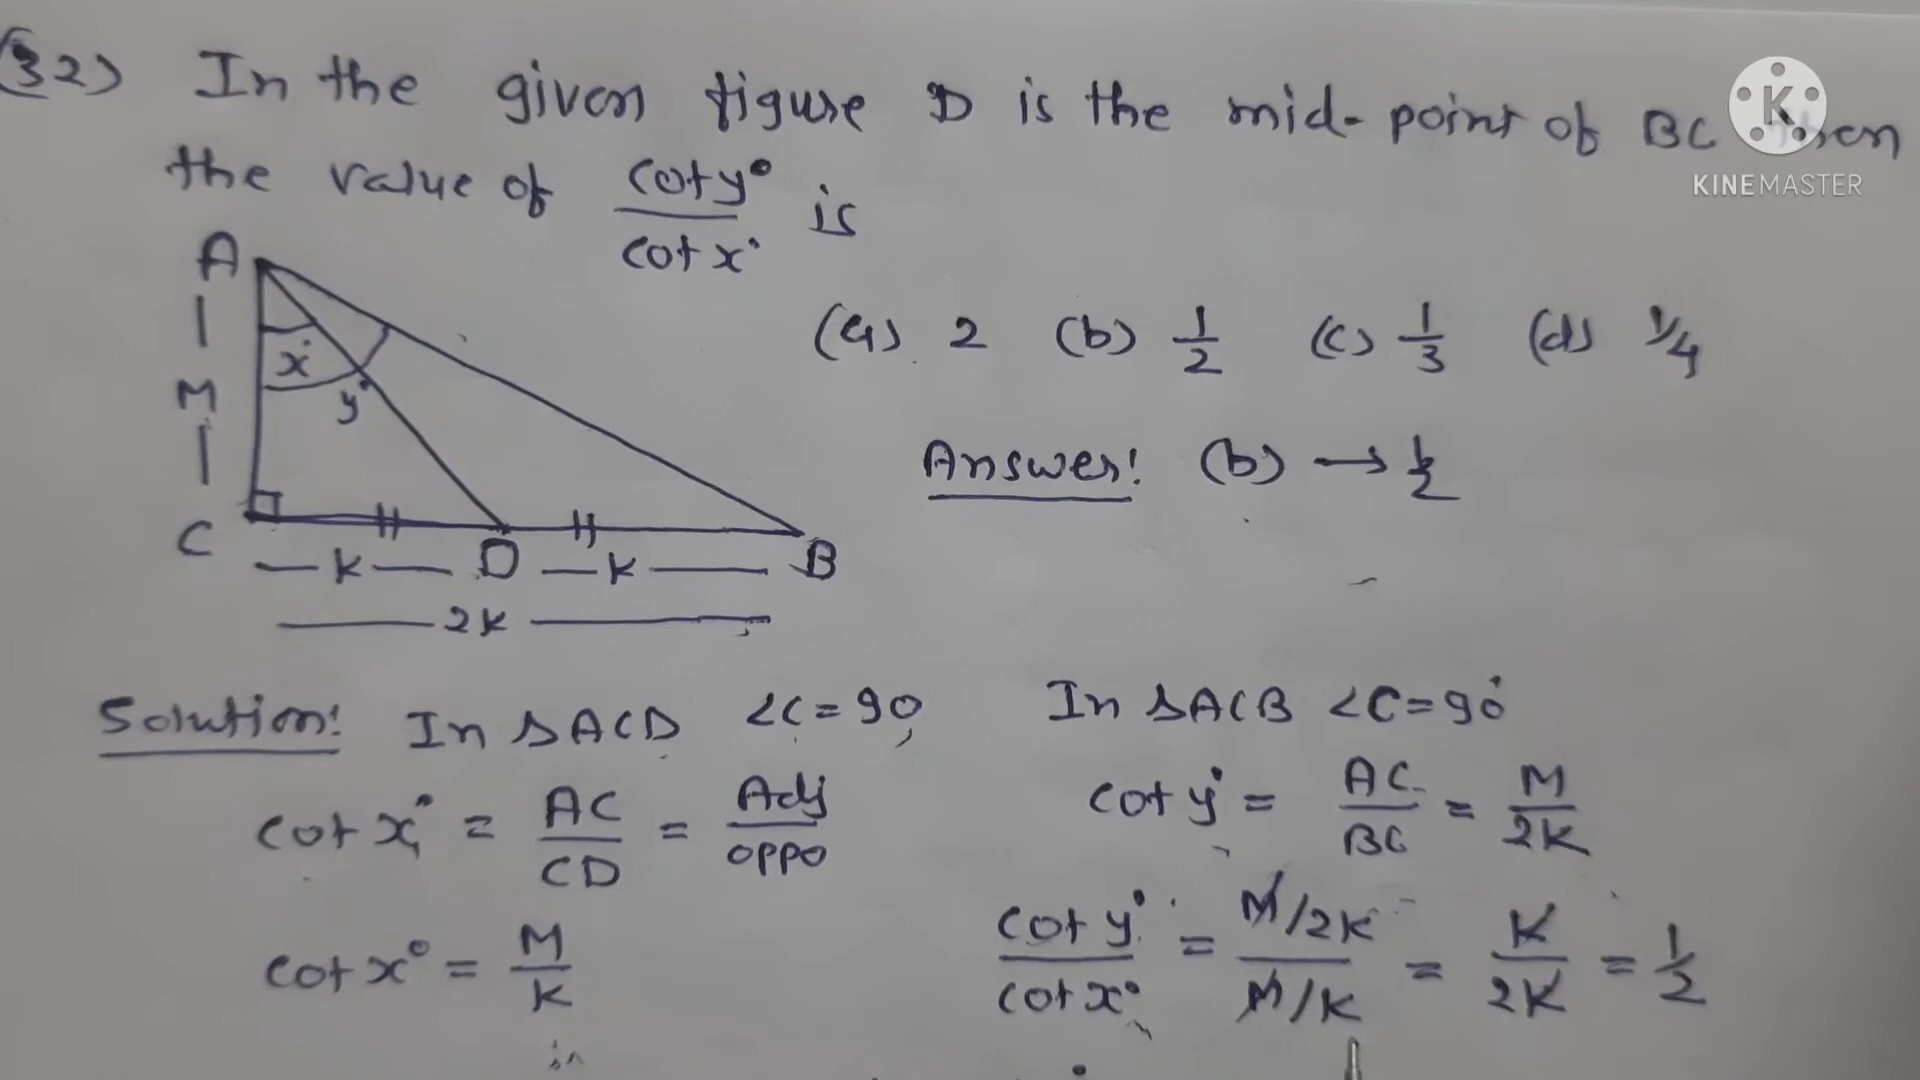 (32) In the given figure D is the mid-point of BC then
the value of cot y° / cot x° is
KINEMASTER
A
x°
y°
M
C
D
B
K
K
2K
(a) 2 (b) 1/2 (c) 1/3 (d) 1/4
Answer: (b) → 1/2
Solution: In ΔACD ∠C = 90,
cot x° = AC/CD = Adj/oppo
cot x° = M/K
In ΔACB ∠C = 90°
cot y° = AC/BC = M/2K
cot y° / cot x° = M/2K / M/K = K/2K = 1/2